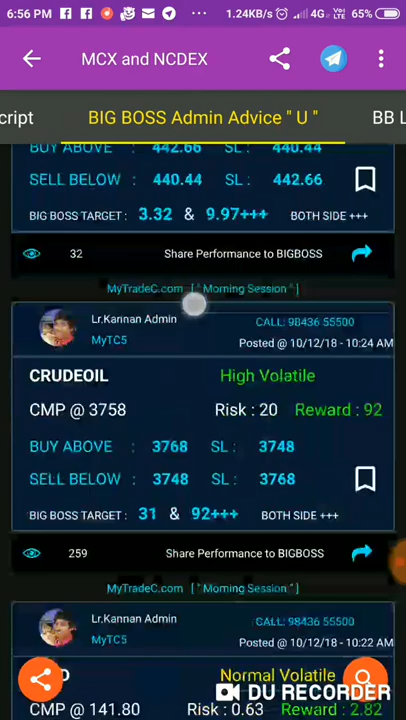 6:56 PM
1.24KB/s
4G
VoLTE
65%
MCX and NCDEX
cript
BIG BOSS Admin Advice " U "
BB L
BUY ABOVE : 442.66 SL : 440.44
SELL BELOW : 440.44 SL : 442.66
BIG BOSS TARGET : 3.32 & 9.97+++ BOTH SIDE +++
32 Share Performance to BIGBOSS
MyTradeC.com [ " Morning Session " ]
Lr.Kannan Admin CALL: 98436 55500
MyTC5 Posted @ 10/12/18 - 10:24 AM
CRUDEOIL High Volatile
CMP @ 3758 Risk : 20 Reward : 92
BUY ABOVE : 3768 SL : 3748
SELL BELOW : 3748 SL : 3768
BIG BOSS TARGET : 31 & 92+++ BOTH SIDE +++
259 Share Performance to BIGBOSS
MyTradeC.com [ " Morning Session " ]
Lr.Kannan Admin CALL: 98436 55500
MyTC5 Posted @ 10/12/18 - 10:22 AM
Normal Volatile
DU RECORDER
CMP @ 141.80 Risk : 0.63 Reward : 2.82